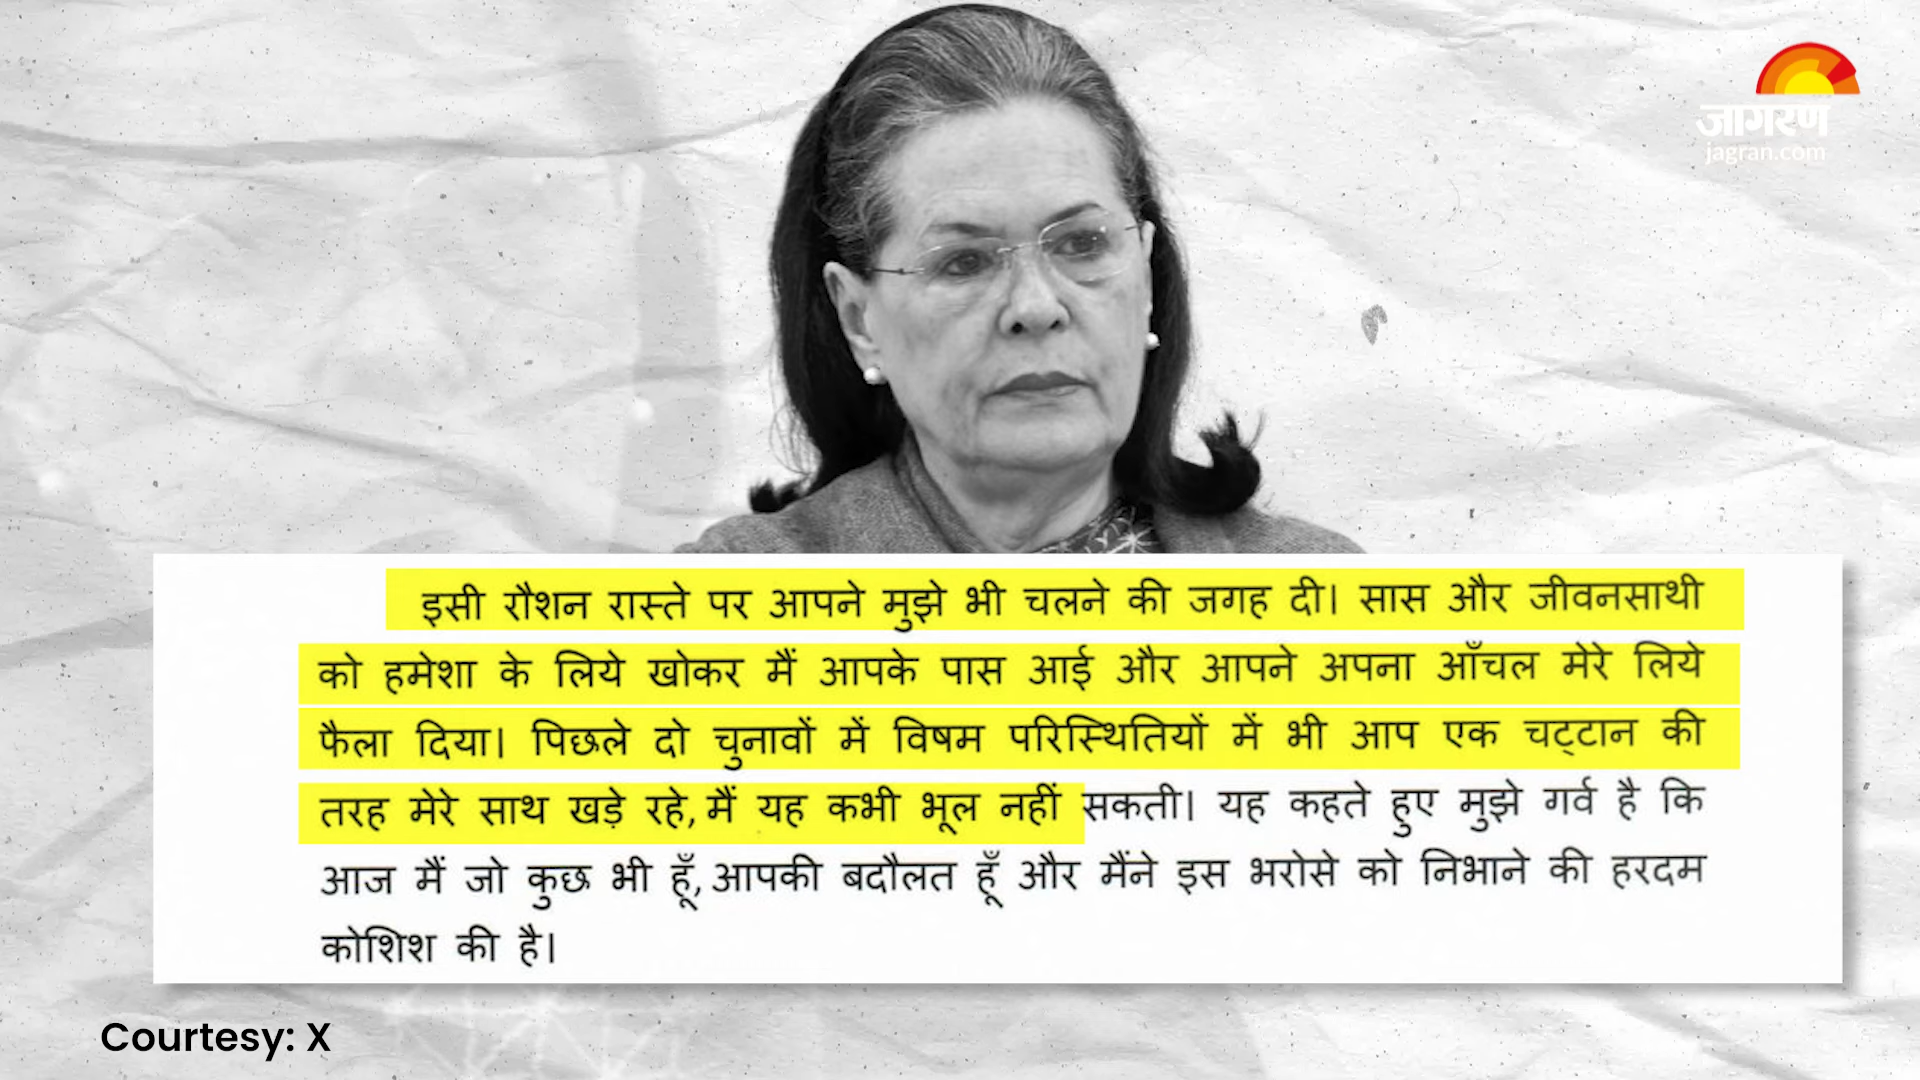 जागरण
jagran.com
इसी रौशन रास्ते पर आपने मुझे भी चलने की जगह दी। सास और जीवनसाथी
को हमेशा के लिये खोकर मैं आपके पास आई और आपने अपना आँचल मेरे लिये
फैला दिया। पिछले दो चुनावों में विषम परिस्थितियों में भी आप एक चट्टान की
तरह मेरे साथ खड़े रहे, मैं यह कभी भूल नहीं सकती। यह कहते हुए मुझे गर्व है कि
आज मैं जो कुछ भी हूँ, आपकी बदौलत हूँ और मैंने इस भरोसे को निभाने की हरदम
कोशिश की है।
Courtesy: X